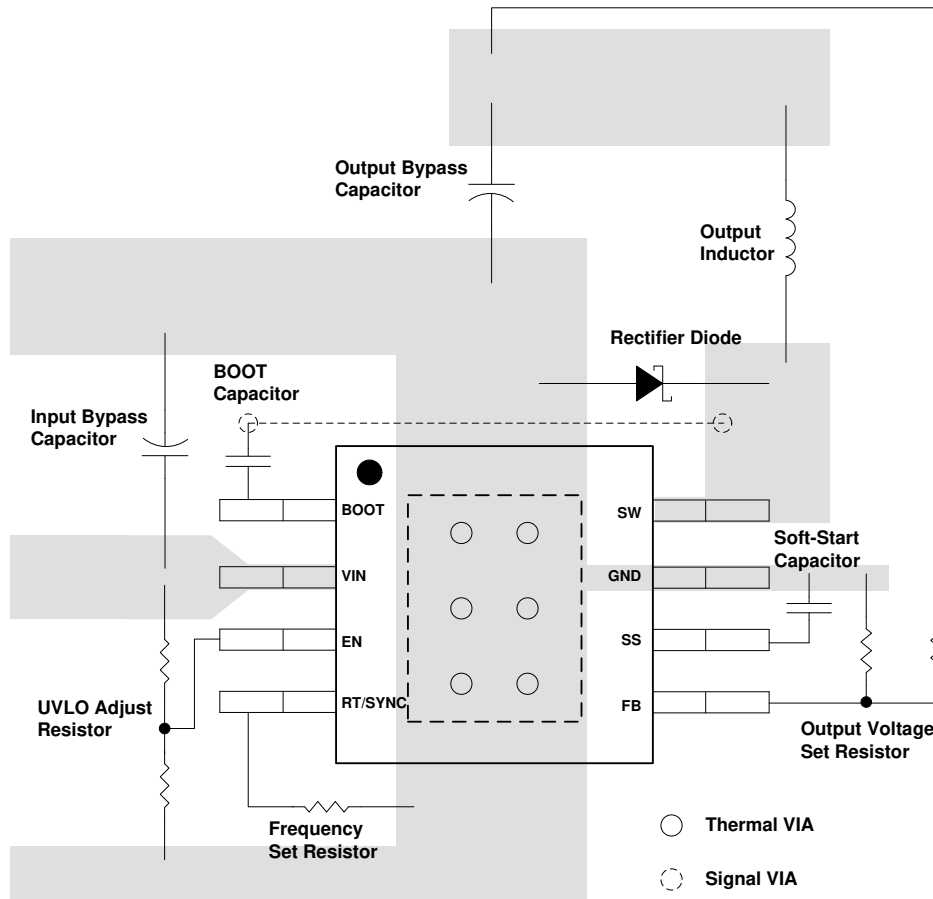 Output Bypass
Capacitor
Output
Inductor
Rectifier Diode
BOOT
Capacitor
Input Bypass
Capacitor
BOOT
SW
Soft-Start
Capacitor
VIN
GND
EN
SS
UVLO Adjust
Resistor
RT/SYNC
FB
Output Voltage
Set Resistor
Frequency
Set Resistor
Thermal VIA
Signal VIA